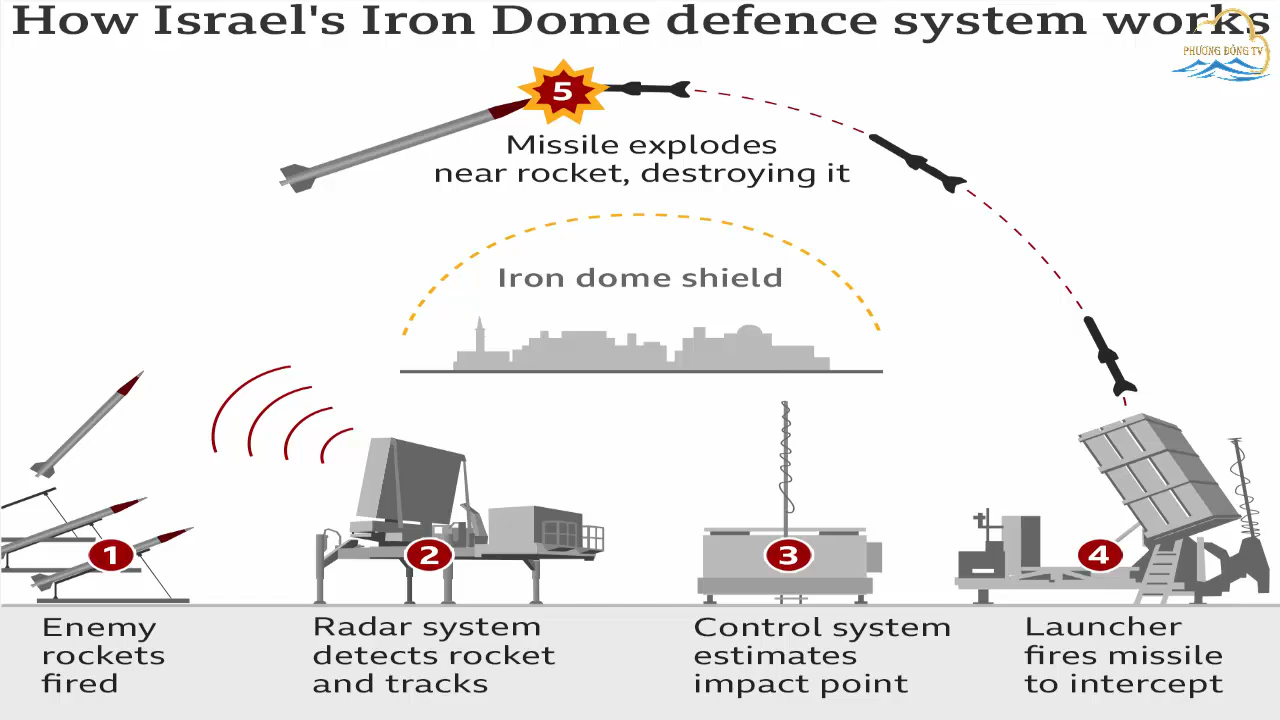 How Israel's Iron Dome defence system works
PHƯƠNG ĐÔNG TV
5
Missile explodes
near rocket, destroying it
Iron dome shield
1
2
3
4
Enemy
rockets
fired
Radar system
detects rocket
and tracks
Control system
estimates
impact point
Launcher
fires missile
to intercept